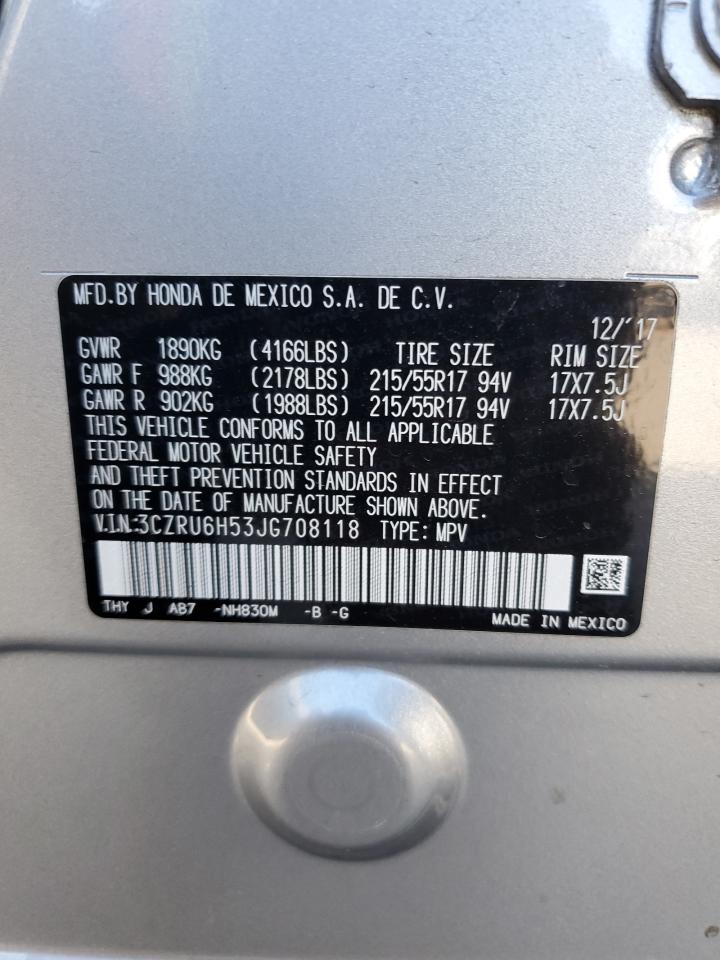 MFD.BY HONDA DE MEXICO S.A. DE C.V.
12/'17
GVWR 1890KG (4166LBS) TIRE SIZE RIM SIZE
GAWR F 988KG (2178LBS) 215/55R17 94V 17X7.5J
GAWR R 902KG (1988LBS) 215/55R17 94V 17X7.5J
THIS VEHICLE CONFORMS TO ALL APPLICABLE
FEDERAL MOTOR VEHICLE SAFETY
AND THEFT PREVENTION STANDARDS IN EFFECT
ON THE DATE OF MANUFACTURE SHOWN ABOVE.
V.I.N.:3CZRU6H53JG708118 TYPE: MPV
THY J AB7 -NH830M -B -G
MADE IN MEXICO